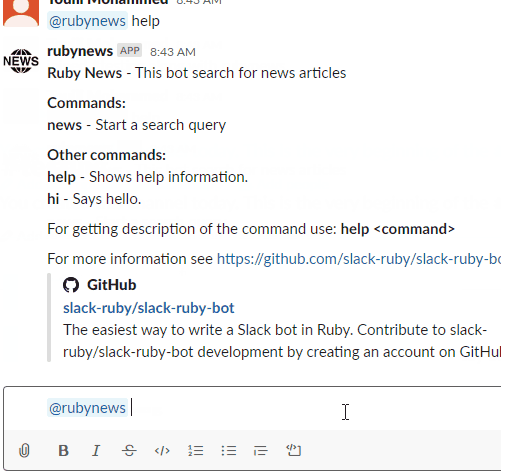 8:43 AM
@rubynews help
NEWS
rubynews APP 8:43 AM
Ruby News - This bot search for news articles
Commands:
news - Start a search query
Other commands:
help - Shows help information.
hi - Says hello.
For getting description of the command use: help <command>
For more information see https://github.com/slack-ruby/slack-ruby-bo
GitHub
slack-ruby/slack-ruby-bot
The easiest way to write a Slack bot in Ruby. Contribute to slack-
ruby/slack-ruby-bot development by creating an account on GitHu
@rubynews
B I S </>